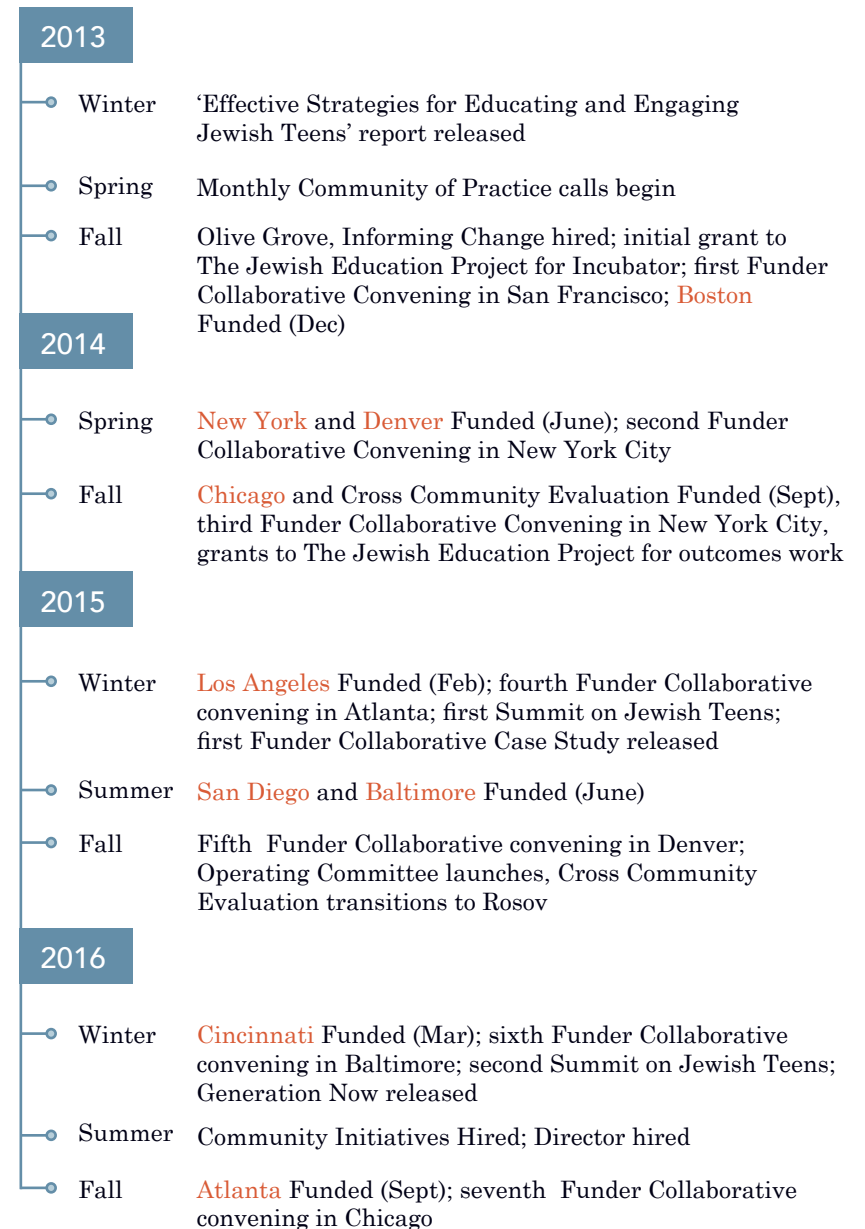 2013
Winter ‘Effective Strategies for Educating and Engaging
Jewish Teens’ report released
Spring Monthly Community of Practice calls begin
Fall Olive Grove, Informing Change hired; initial grant to
The Jewish Education Project for Incubator; first Funder
Collaborative Convening in San Francisco; Boston
Funded (Dec)
2014
Spring New York and Denver Funded (June); second Funder
Collaborative Convening in New York City
Fall Chicago and Cross Community Evaluation Funded (Sept),
third Funder Collaborative Convening in New York City,
grants to The Jewish Education Project for outcomes work
2015
Winter Los Angeles Funded (Feb); fourth Funder Collaborative
convening in Atlanta; first Summit on Jewish Teens;
first Funder Collaborative Case Study released
Summer San Diego and Baltimore Funded (June)
Fall Fifth Funder Collaborative convening in Denver;
Operating Committee launches, Cross Community
Evaluation transitions to Rosov
2016
Winter Cincinnati Funded (Mar); sixth Funder Collaborative
convening in Baltimore; second Summit on Jewish Teens;
Generation Now released
Summer Community Initiatives Hired; Director hired
Fall Atlanta Funded (Sept); seventh Funder Collaborative
convening in Chicago